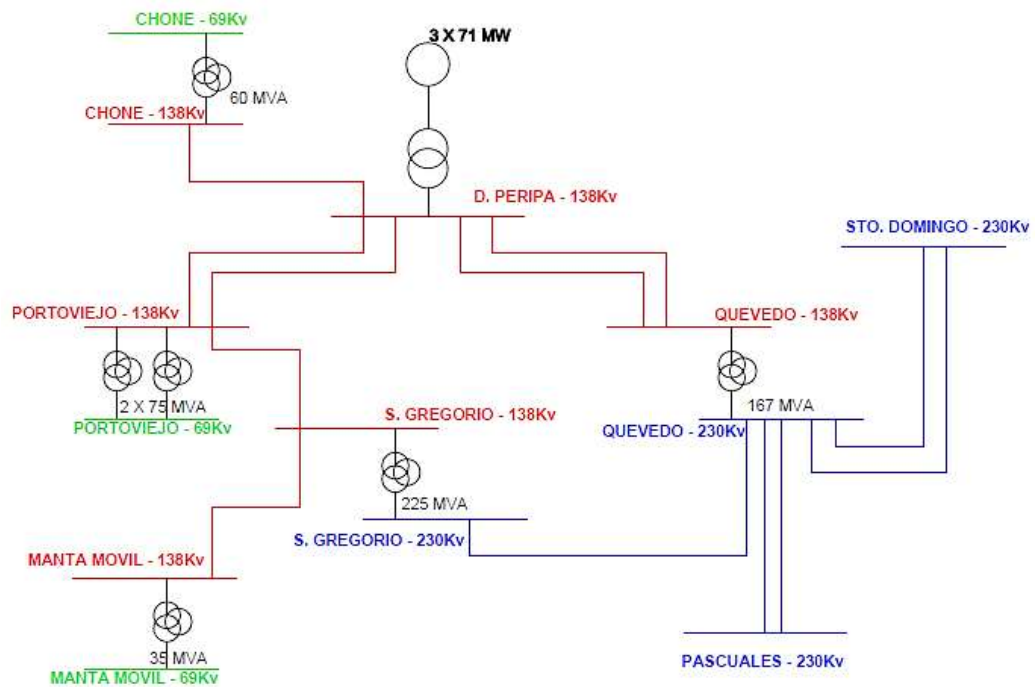 CHONE - 69Kv
3 X 71 MW
60 MVA
CHONE - 138Kv
D. PERIPA - 138Kv
STO. DOMINGO - 230Kv
PORTOVIEJO - 138Kv
QUEVEDO - 138Kv
2 X 75 MVA
167 MVA
PORTOVIEJO - 69Kv
S. GREGORIO - 138Kv
QUEVEDO - 230Kv
225 MVA
S. GREGORIO - 230Kv
MANTA MOVIL - 138Kv
35 MVA
PASCUALES - 230Kv
MANTA MOVIL - 69Kv